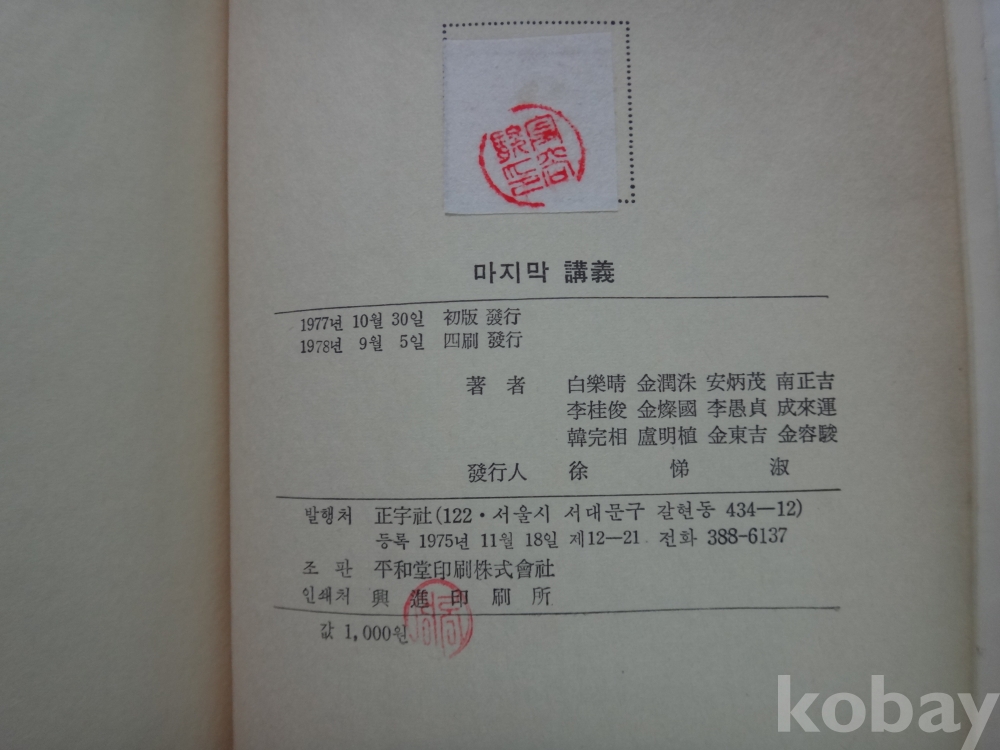 마지막 講義
1977년 10월 30일 初版 發行
1978년 9월 5일 四刷 發行
著者 白樂晴 金潤洙 安炳茂 南正吉
李桂俊 金燦國 李愚貞 成來運
韓完相 盧明植 金東吉 金容駿
發行人 徐悌淑
발행처 正宇社(122·서울시 서대문구 갈현동 434—12)
등록 1975년 11월 18일 제12—21 전화 388-6137
조판 平和堂印刷株式會社
인쇄처 興進印刷所
값 1,000원
kobay